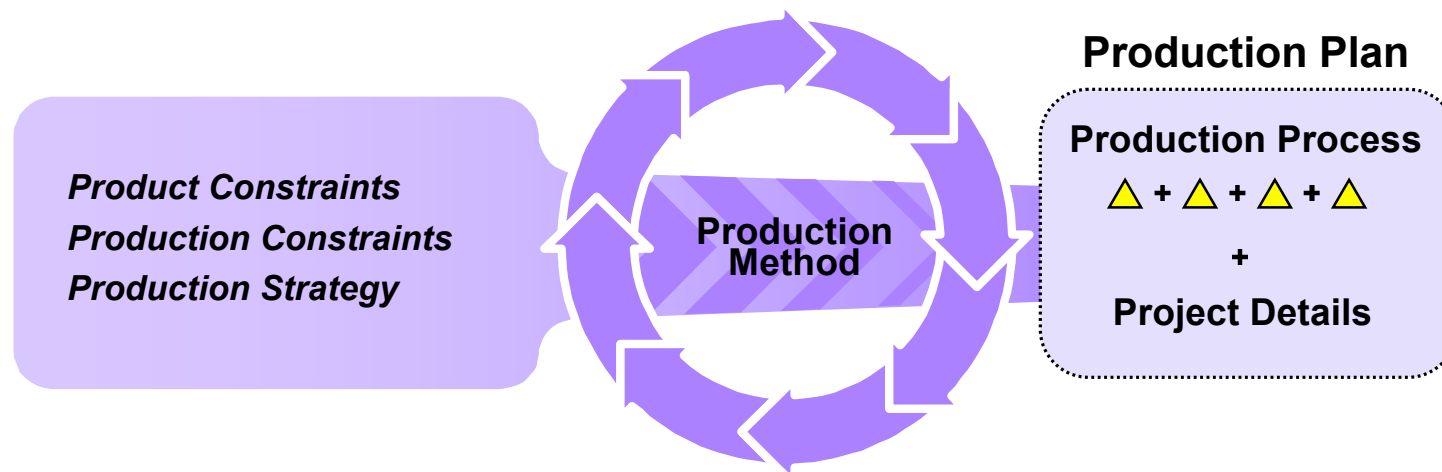 Product Constraints
Production Constraints
Production Strategy
Production
Method
Production Plan
Production Process
+ + +
+
Project Details